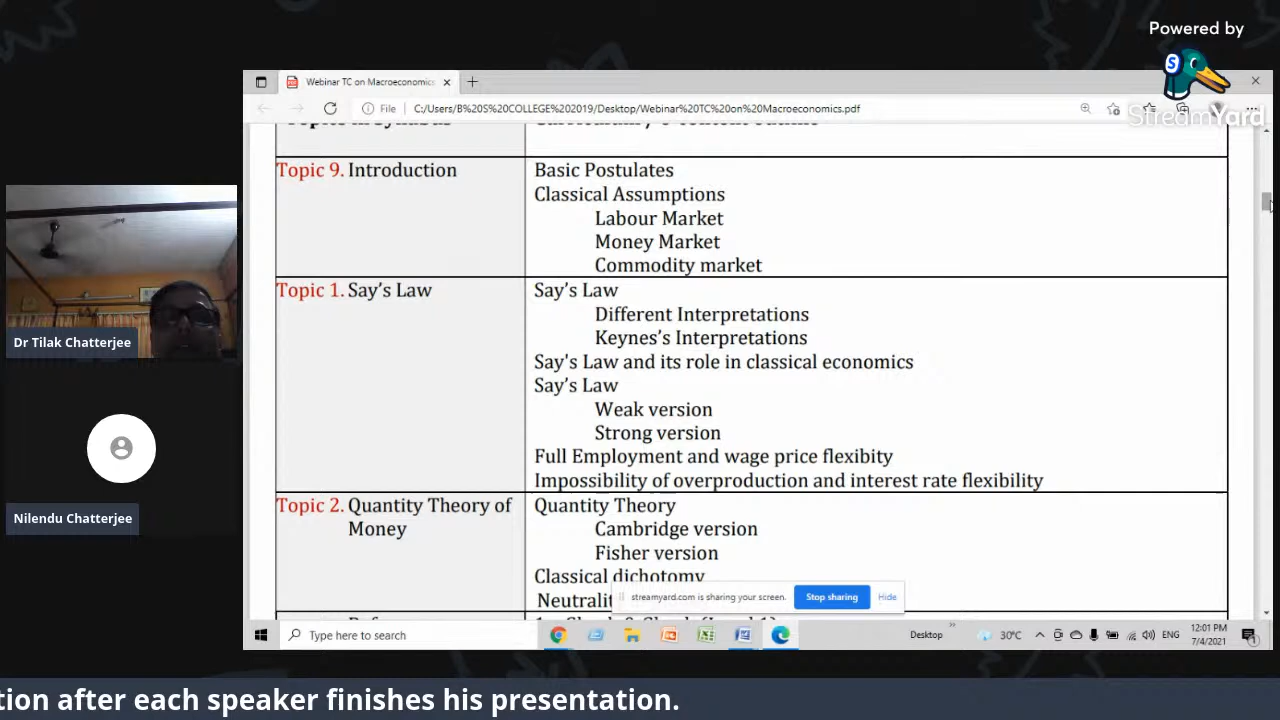 Powered by
StreamYard
Webinar TC on Macroeconomics
File
C:/Users/B%20S%20COLLEGE%202019/Desktop/Webinar%20TC%20on%20Macroeconomics.pdf
Topics in Syllabus
Topic 9. Introduction
Basic Postulates
Classical Assumptions
Labour Market
Money Market
Commodity market
Topic 1. Say's Law
Say's Law
Different Interpretations
Keynes's Interpretations
Say's Law and its role in classical economics
Say's Law
Weak version
Strong version
Full Employment and wage price flexibity
Impossibility of overproduction and interest rate flexibility
Topic 2. Quantity Theory of
Money
Quantity Theory
Cambridge version
Fisher version
Classical dichotomy
Neutralit
streamyard.com is sharing your screen.
Stop sharing
Hide
Type here to search
Desktop
30°C
ENG
12:01 PM
7/4/2021
Dr Tilak Chatterjee
Nilendu Chatterjee
tion after each speaker finishes his presentation.